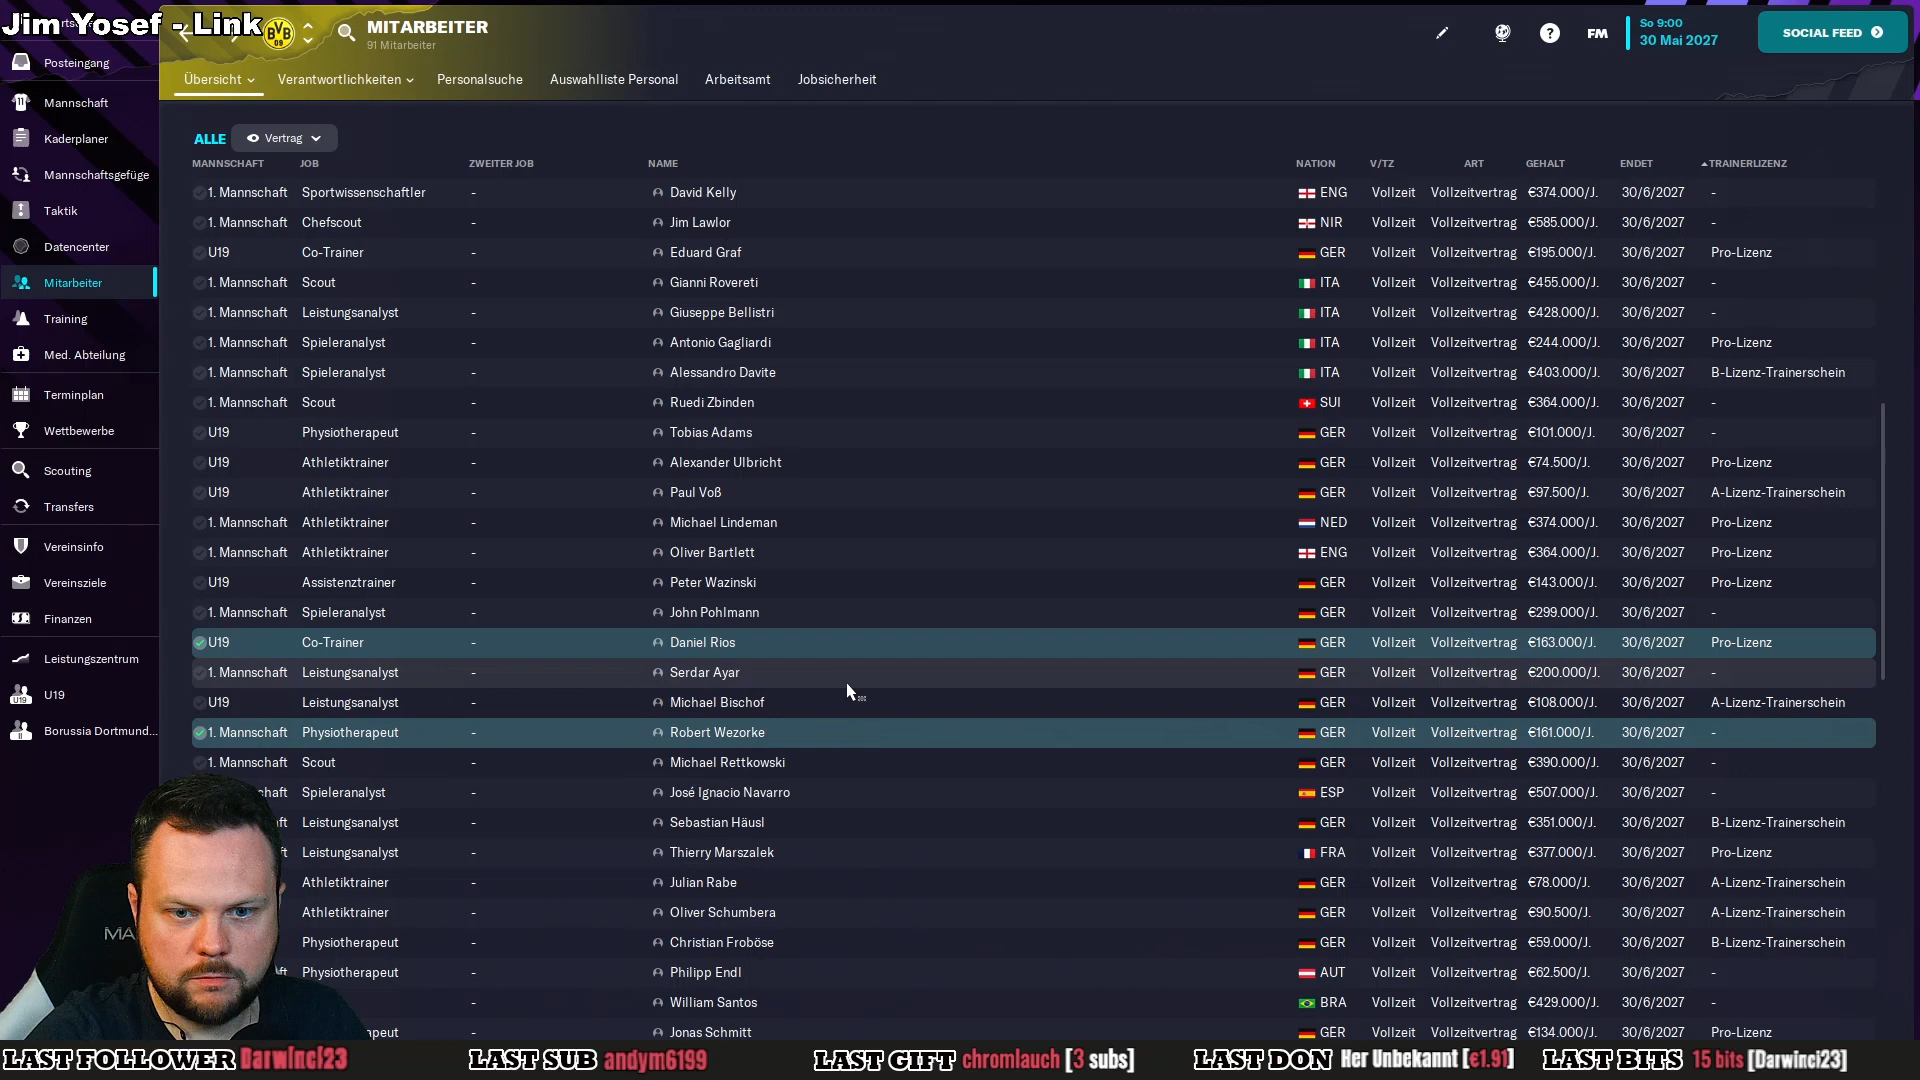 Jim Yosef - Link
MITARBEITER
91 Mitarbeiter
So 9:00
30 Mai 2027
FM
SOCIAL FEED
Übersicht
Verantwortlichkeiten
Personalsuche
Auswahlliste Personal
Arbeitsamt
Jobsicherheit
Posteingang
Mannschaft
Kaderplaner
Mannschaftsgefüge
Taktik
Datencenter
Mitarbeiter
Training
Med. Abteilung
Terminplan
Wettbewerbe
Scouting
Transfers
Vereinsinfo
Vereinsziele
Finanzen
Leistungszentrum
U19
Borussia Dortmund...
ALLE Vertrag
MANNSCHAFT JOB ZWEITER JOB NAME NATION V/TZ ART GEHALT ENDET TRAINERLIZENZ
1. Mannschaft Sportwissenschaftler - David Kelly ENG Vollzeit Vollzeitvertrag €374.000/J. 30/6/2027 -
1. Mannschaft Chefscout - Jim Lawlor NIR Vollzeit Vollzeitvertrag €585.000/J. 30/6/2027 -
U19 Co-Trainer - Eduard Graf GER Vollzeit Vollzeitvertrag €195.000/J. 30/6/2027 Pro-Lizenz
1. Mannschaft Scout - Gianni Rovereti ITA Vollzeit Vollzeitvertrag €455.000/J. 30/6/2027 -
1. Mannschaft Leistungsanalyst - Giuseppe Bellistri ITA Vollzeit Vollzeitvertrag €428.000/J. 30/6/2027 -
1. Mannschaft Spieleranalyst - Antonio Gagliardi ITA Vollzeit Vollzeitvertrag €244.000/J. 30/6/2027 Pro-Lizenz
1. Mannschaft Spieleranalyst - Alessandro Davite ITA Vollzeit Vollzeitvertrag €403.000/J. 30/6/2027 B-Lizenz-Trainerschein
1. Mannschaft Scout - Ruedi Zbinden SUI Vollzeit Vollzeitvertrag €364.000/J. 30/6/2027 -
U19 Physiotherapeut - Tobias Adams GER Vollzeit Vollzeitvertrag €101.000/J. 30/6/2027 -
U19 Athletiktrainer - Alexander Ulbricht GER Vollzeit Vollzeitvertrag €74.500/J. 30/6/2027 Pro-Lizenz
U19 Athletiktrainer - Paul Voß GER Vollzeit Vollzeitvertrag €97.500/J. 30/6/2027 A-Lizenz-Trainerschein
1. Mannschaft Athletiktrainer - Michael Lindeman NED Vollzeit Vollzeitvertrag €374.000/J. 30/6/2027 Pro-Lizenz
1. Mannschaft Athletiktrainer - Oliver Bartlett ENG Vollzeit Vollzeitvertrag €364.000/J. 30/6/2027 Pro-Lizenz
U19 Assistenztrainer - Peter Wazinski GER Vollzeit Vollzeitvertrag €143.000/J. 30/6/2027 Pro-Lizenz
1. Mannschaft Spieleranalyst - John Pohlmann GER Vollzeit Vollzeitvertrag €299.000/J. 30/6/2027 -
U19 Co-Trainer - Daniel Rios GER Vollzeit Vollzeitvertrag €163.000/J. 30/6/2027 Pro-Lizenz
1. Mannschaft Leistungsanalyst - Serdar Ayar GER Vollzeit Vollzeitvertrag €200.000/J. 30/6/2027 -
U19 Leistungsanalyst - Michael Bischof GER Vollzeit Vollzeitvertrag €108.000/J. 30/6/2027 A-Lizenz-Trainerschein
1. Mannschaft Physiotherapeut - Robert Wezorke GER Vollzeit Vollzeitvertrag €161.000/J. 30/6/2027 -
1. Mannschaft Scout - Michael Rettkowski GER Vollzeit Vollzeitvertrag €390.000/J. 30/6/2027 -
Spieleranalyst - José Ignacio Navarro ESP Vollzeit Vollzeitvertrag €507.000/J. 30/6/2027 -
Leistungsanalyst - Sebastian Häusl GER Vollzeit Vollzeitvertrag €351.000/J. 30/6/2027 B-Lizenz-Trainerschein
Leistungsanalyst - Thierry Marszalek FRA Vollzeit Vollzeitvertrag €377.000/J. 30/6/2027 Pro-Lizenz
Athletiktrainer - Julian Rabe GER Vollzeit Vollzeitvertrag €78.000/J. 30/6/2027 A-Lizenz-Trainerschein
Athletiktrainer - Oliver Schumbera GER Vollzeit Vollzeitvertrag €90.500/J. 30/6/2027 A-Lizenz-Trainerschein
Physiotherapeut - Christian Froböse GER Vollzeit Vollzeitvertrag €59.000/J. 30/6/2027 B-Lizenz-Trainerschein
Physiotherapeut - Philipp Endl AUT Vollzeit Vollzeitvertrag €62.500/J. 30/6/2027 -
- William Santos BRA Vollzeit Vollzeitvertrag €429.000/J. 30/6/2027 -
- Jonas Schmitt GER Vollzeit Vollzeitvertrag €134.000/J. 30/6/2027 Pro-Lizenz
LAST FOLLOWER Darwinci23 LAST SUB andym6199 LAST GIFT chromlauch [3 subs] LAST DON Her Unbekannt [€1.91] LAST BITS 15 bits [Darwinci23]